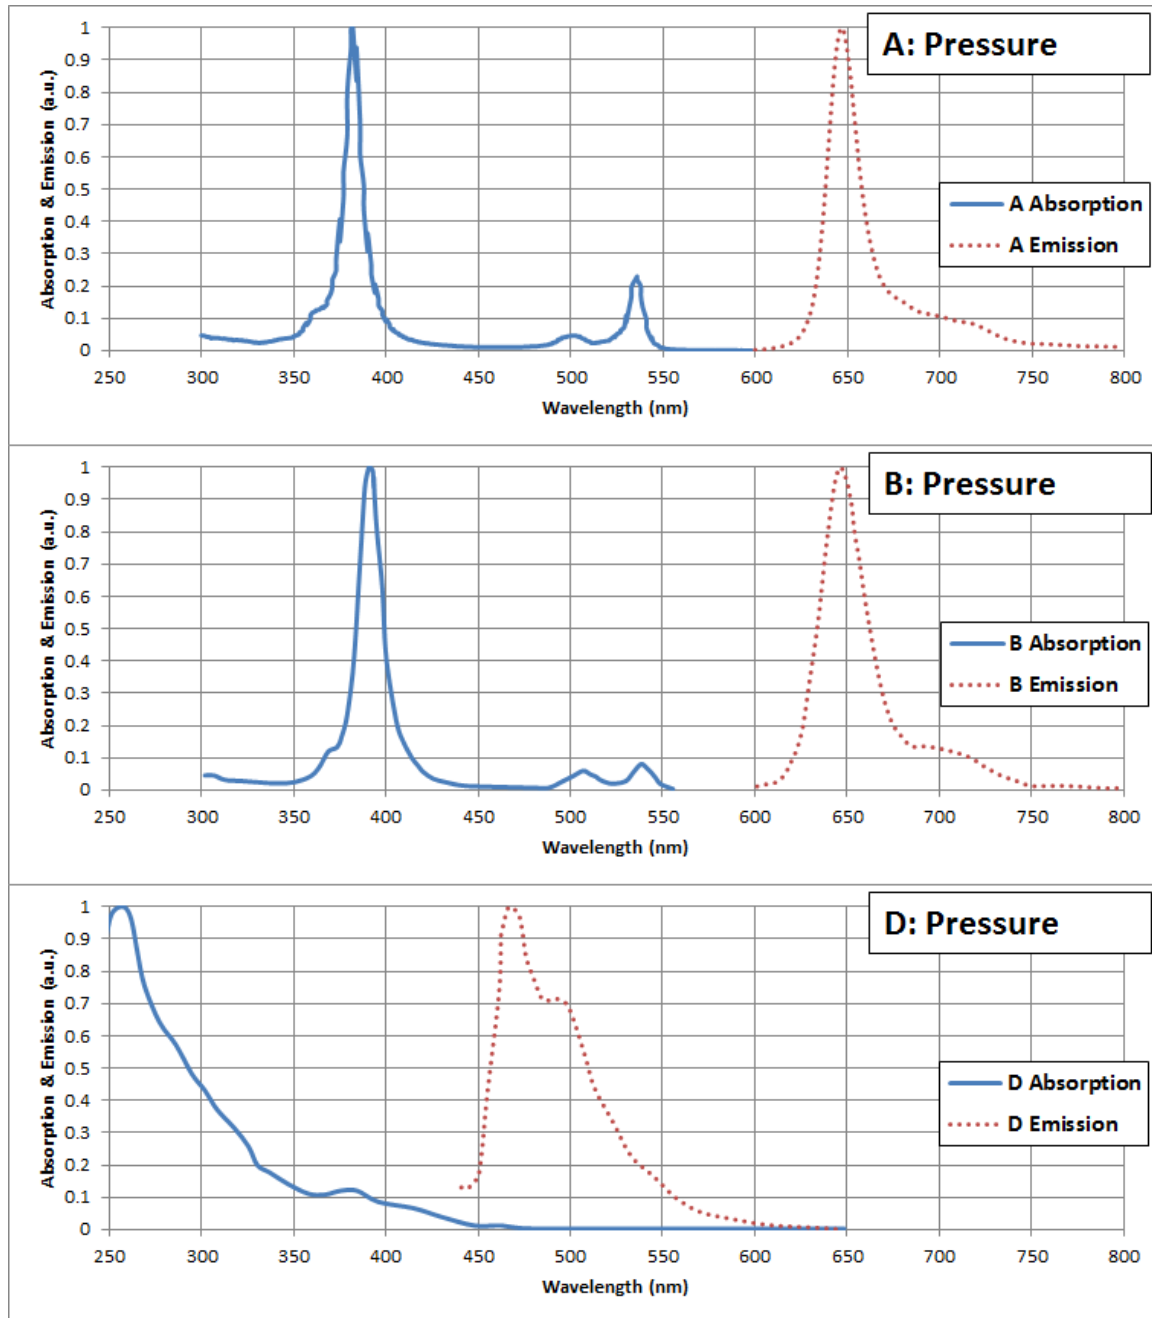 A: Pressure
Absorption & Emission (a.u.)
1
0.9
0.8
0.7
0.6
0.5
0.4
0.3
0.2
0.1
0
250 300 350 400 450 500 550 600 650 700 750 800
Wavelength (nm)
A Absorption
A Emission
B: Pressure
Absorption & Emission (a.u.)
1
0.9
0.8
0.7
0.6
0.5
0.4
0.3
0.2
0.1
0
250 300 350 400 450 500 550 600 650 700 750 800
Wavelength (nm)
B Absorption
B Emission
D: Pressure
Absorption & Emission (a.u.)
1
0.9
0.8
0.7
0.6
0.5
0.4
0.3
0.2
0.1
0
250 300 350 400 450 500 550 600 650 700 750 800
Wavelength (nm)
D Absorption
D Emission